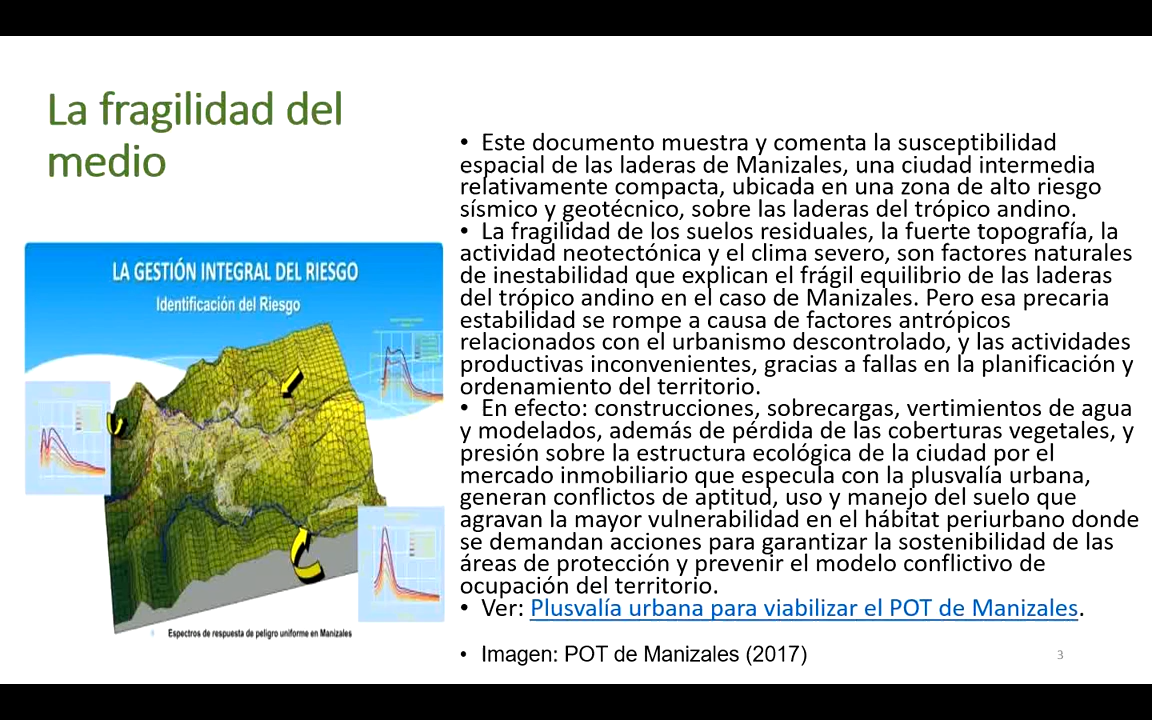 La fragilidad del
medio
LA GESTIÓN INTEGRAL DEL RIESGO
Identificación del Riesgo
Espectros de respuesta de peligro uniforme en Manizales
• Este documento muestra y comenta la susceptibilidad
espacial de las laderas de Manizales, una ciudad intermedia
relativamente compacta, ubicada en una zona de alto riesgo
sísmico y geotécnico, sobre las laderas del trópico andino.
• La fragilidad de los suelos residuales, la fuerte topografía, la
actividad neotectónica y el clima severo, son factores naturales
de inestabilidad que explican el frágil equilibrio de las laderas
del trópico andino en el caso de Manizales. Pero esa precaria
estabilidad se rompe a causa de factores antrópicos
relacionados con el urbanismo descontrolado, y las actividades
productivas inconvenientes, gracias a fallas en la planificación y
ordenamiento del territorio.
• En efecto: construcciones, sobrecargas, vertimientos de agua
y modelados, además de pérdida de las coberturas vegetales, y
presión sobre la estructura ecológica de la ciudad por el
mercado inmobiliario que especula con la plusvalía urbana,
generan conflictos de aptitud, uso y manejo del suelo que
agravan la mayor vulnerabilidad en el hábitat periurbano donde
se demandan acciones para garantizar la sostenibilidad de las
áreas de protección y prevenir el modelo conflictivo de
ocupación del territorio.
• Ver: Plusvalía urbana para viabilizar el POT de Manizales.
• Imagen: POT de Manizales (2017)
3